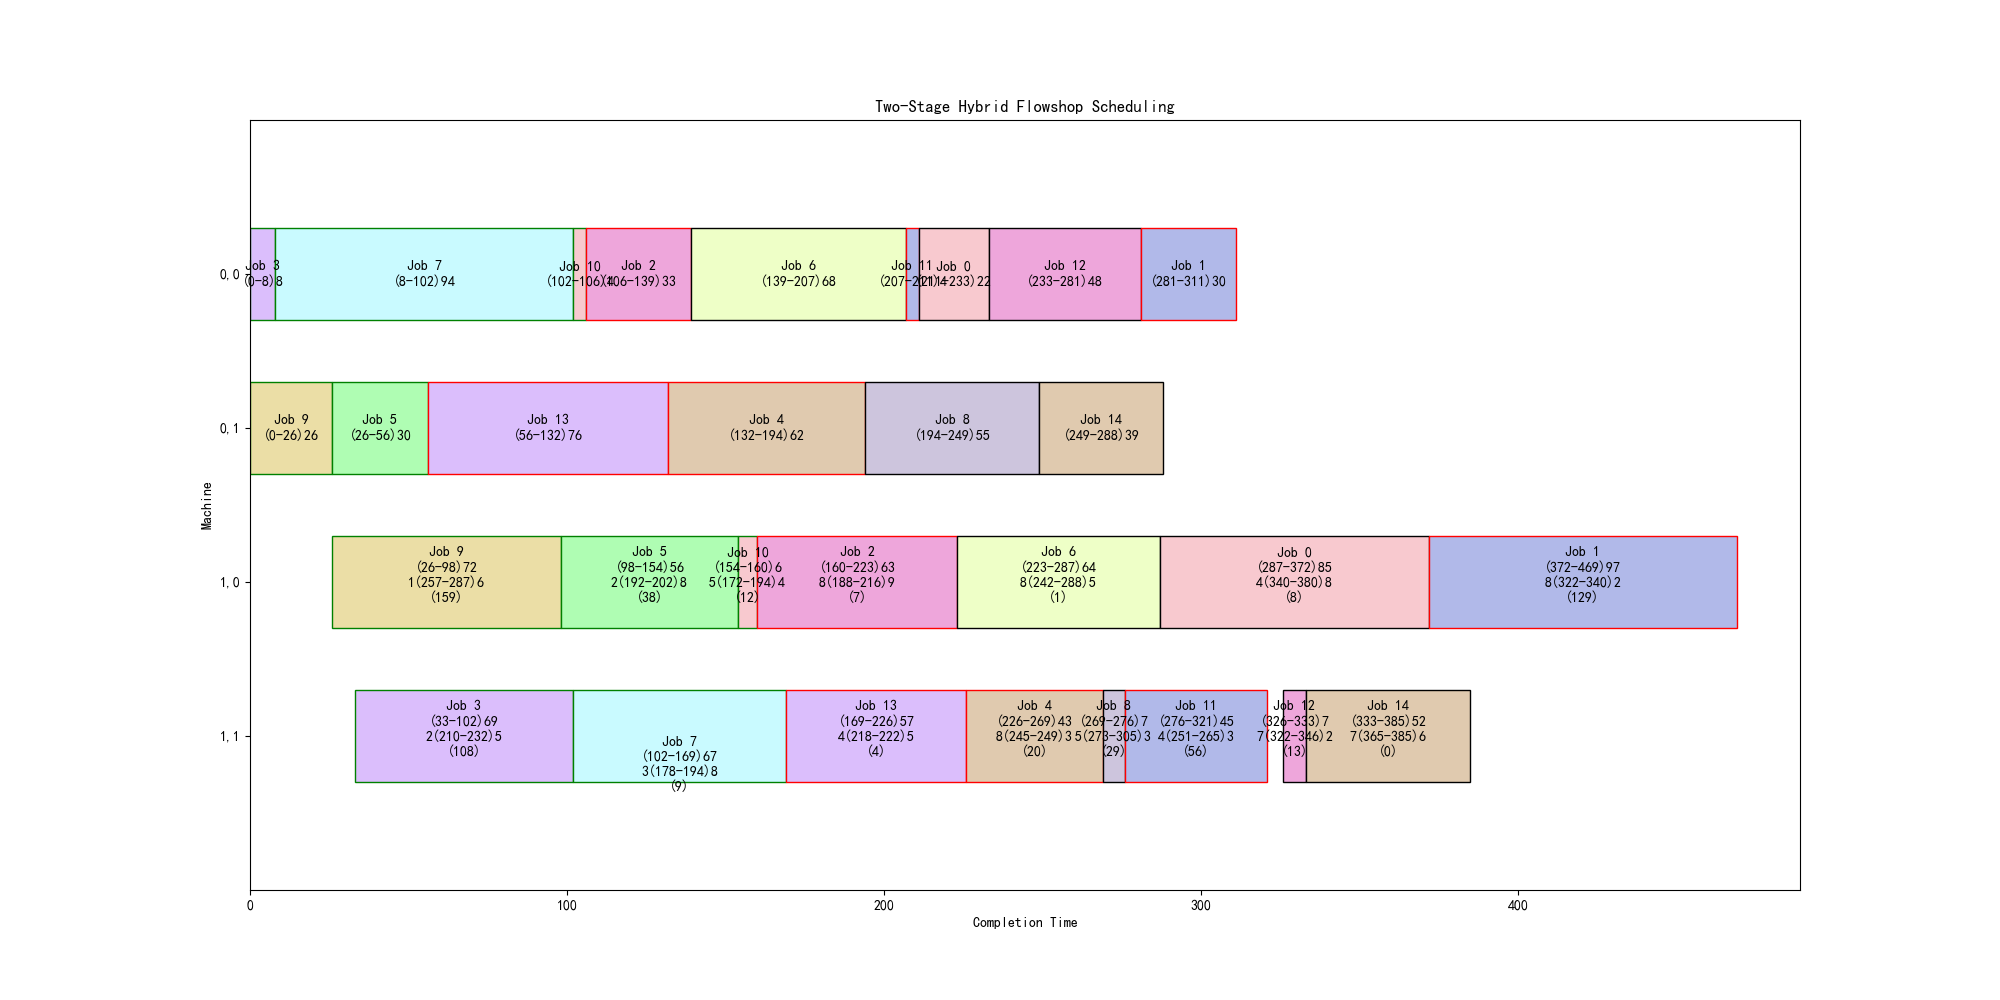 Two-Stage Hybrid Flowshop Scheduling
Machine
0,0
Job 3
(0-8)8
Job 7
(8-102)94
Job 10
(102-106)4
Job 2
(106-139)33
Job 6
(139-207)68
Job 11
(207-211)4
Job 0
(211-233)22
Job 12
(233-281)48
Job 1
(281-311)30
0,1
Job 9
(0-26)26
Job 5
(26-56)30
Job 13
(56-132)76
Job 4
(132-194)62
Job 8
(194-249)55
Job 14
(249-288)39
1,0
Job 9
(26-98)72
1(257-287)6
(159)
Job 5
(98-154)56
2(192-202)8
(38)
Job 10
(154-160)6
5(172-194)4
(12)
Job 2
(160-223)63
8(188-216)9
(7)
Job 6
(223-287)64
8(242-288)5
(1)
Job 0
(287-372)85
4(340-380)8
(8)
Job 1
(372-469)97
8(322-340)2
(129)
1,1
Job 3
(33-102)69
2(210-232)5
(108)
Job 7
(102-169)67
3(178-194)8
(9)
Job 13
(169-226)57
4(218-222)5
(4)
Job 4
(226-269)43
8(245-249)3
(20)
Job 8
(269-276)7
5(273-305)3
(29)
Job 11
(276-321)45
4(251-265)3
(56)
Job 12
(326-333)7
7(322-346)2
(13)
Job 14
(333-385)52
7(365-385)6
(0)
0
100
200
300
400
Completion Time